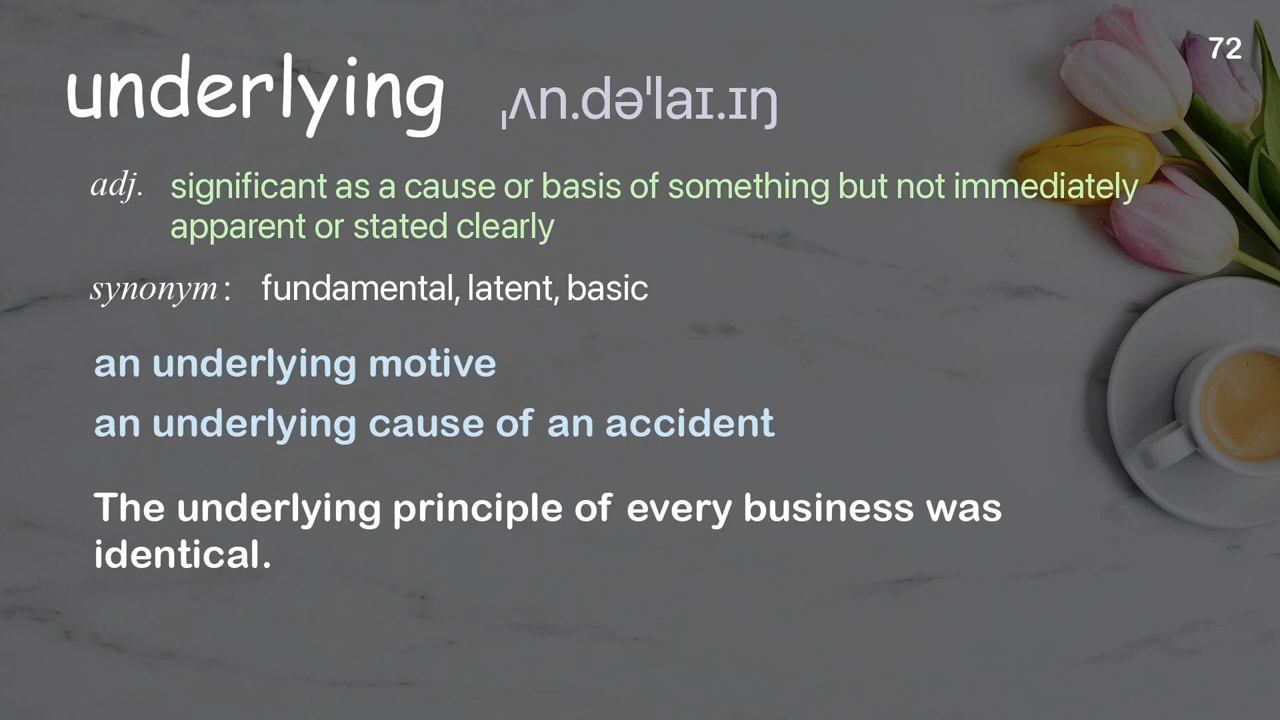 72
underlying ˌʌn.dəˈlaɪ.ɪŋ
adj. significant as a cause or basis of something but not immediately
apparent or stated clearly
synonym: fundamental, latent, basic
an underlying motive
an underlying cause of an accident
The underlying principle of every business was
identical.